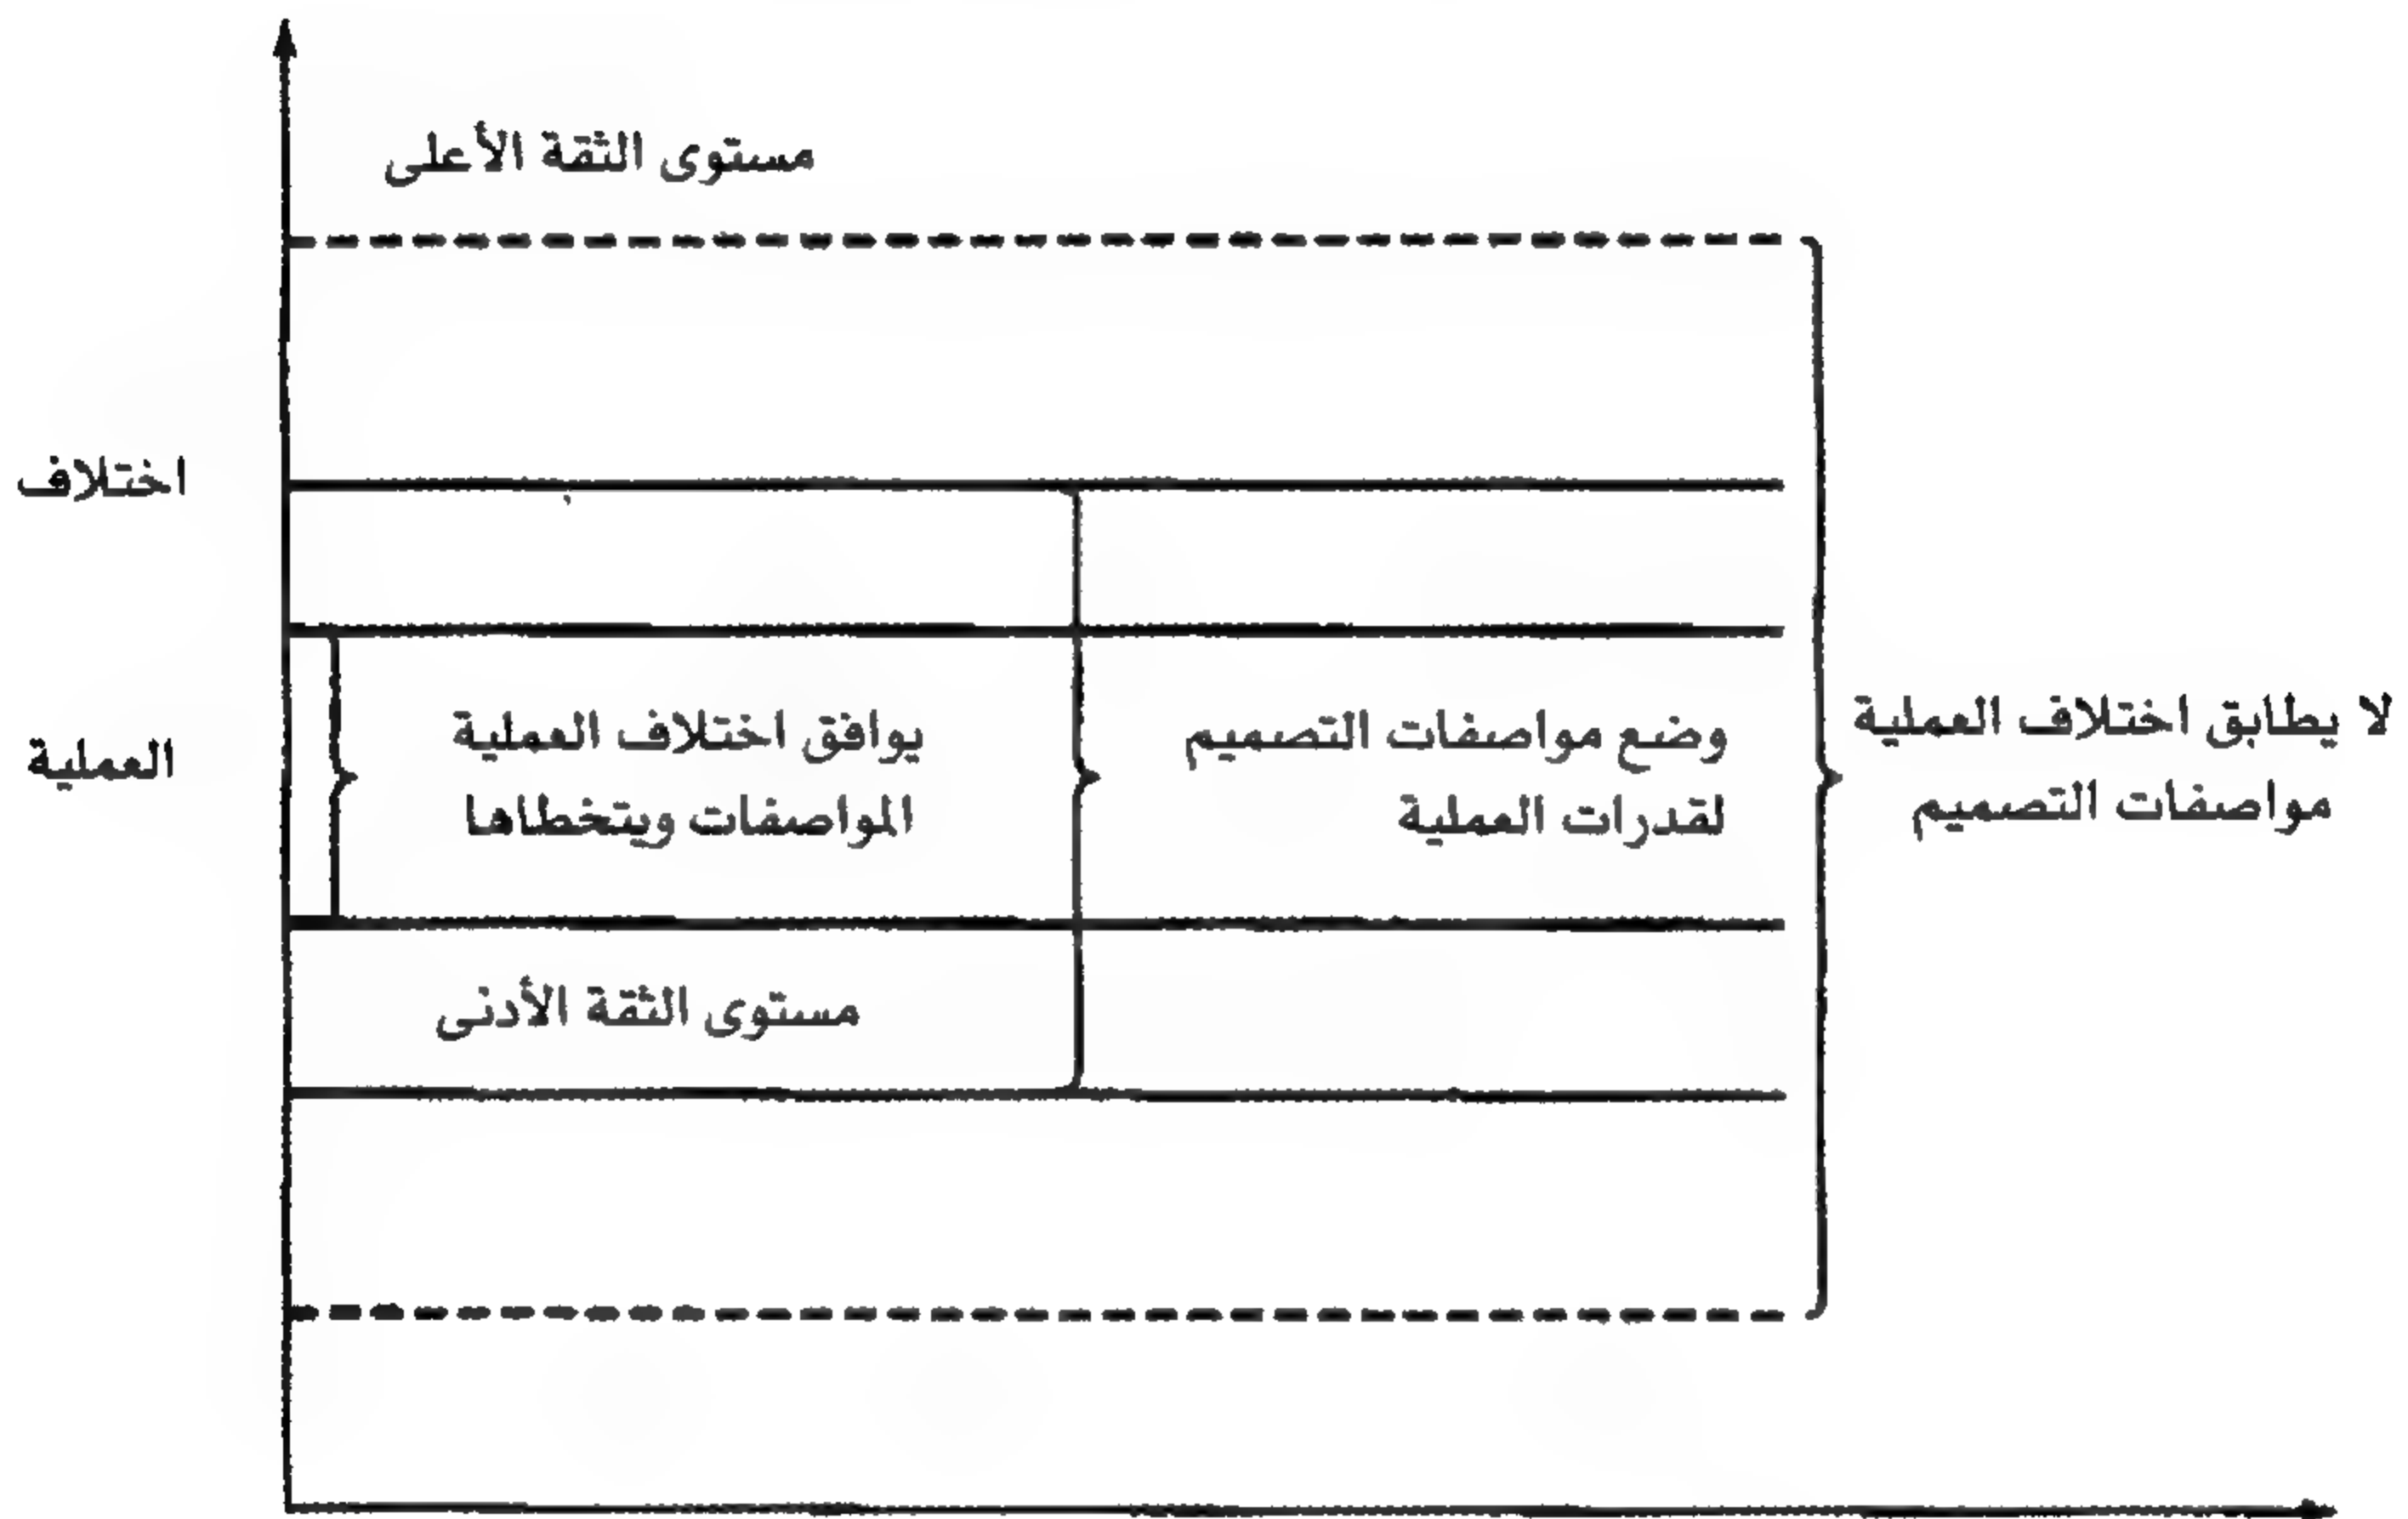 مستوى الثقة الأعلى
اختلاف
العملية
لا يطابق اختلاف العملية
مواصفات التصميم
وضع مواصفات التصميم
لقدرات العملية
يوافق اختلاف العملية
المواصفات ويتخطاها
مستوى الثقة الأدنى